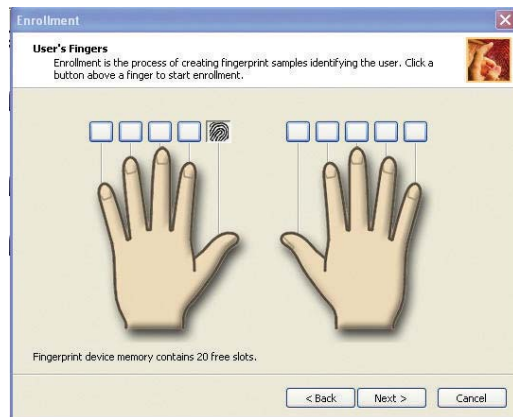 Enrollment
User's Fingers
Enrollment is the process of creating fingerprint samples identifying the user. Click a
button above a finger to start enrollment.
Fingerprint device memory contains 20 free slots.
< Back Next > Cancel